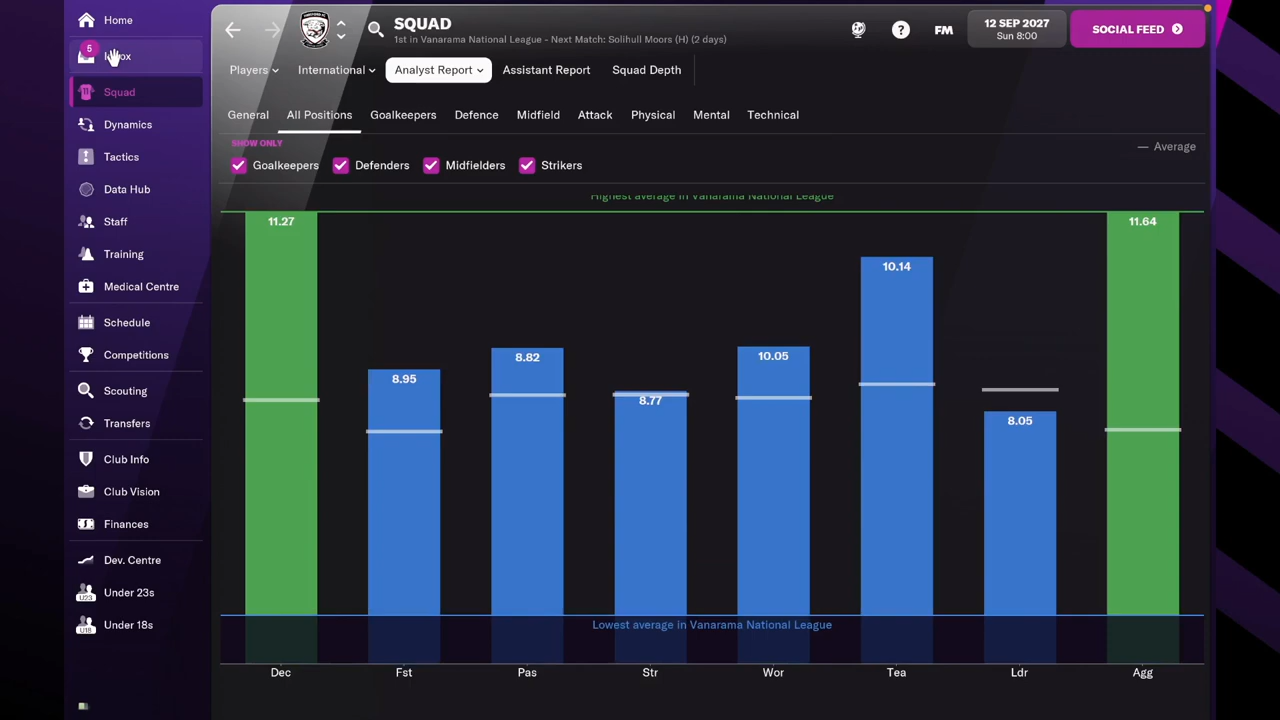 Home
6
Squad
Dynamics
Tactics
Data Hub
Staff
Training
Medical Centre
Schedule
Competitions
Scouting
Transfers
Club Info
Club Vision
Finances
Dev. Centre
U23
Under 23s
U18
Under 18s
SQUAD
1st in Vanarama National League - Next Match: Solihull Moors (H) (2 days)
?
FM
12 SEP 2027
Sun 8:00
SOCIAL FEED
Players
International
Analyst Report
Assistant Report
Squad Depth
General
All Positions
Goalkeepers
Defence
Midfield
Attack
Physical
Mental
Technical
SHOW ONLY
Goalkeepers
Defenders
Midfielders
Strikers
Average
Highest average in Vanarama National League
11.27
8.95
8.82
8.77
10.05
10.14
8.05
11.64
Lowest average in Vanarama National League
Dec
Fst
Pas
Str
Wor
Tea
Ldr
Agg